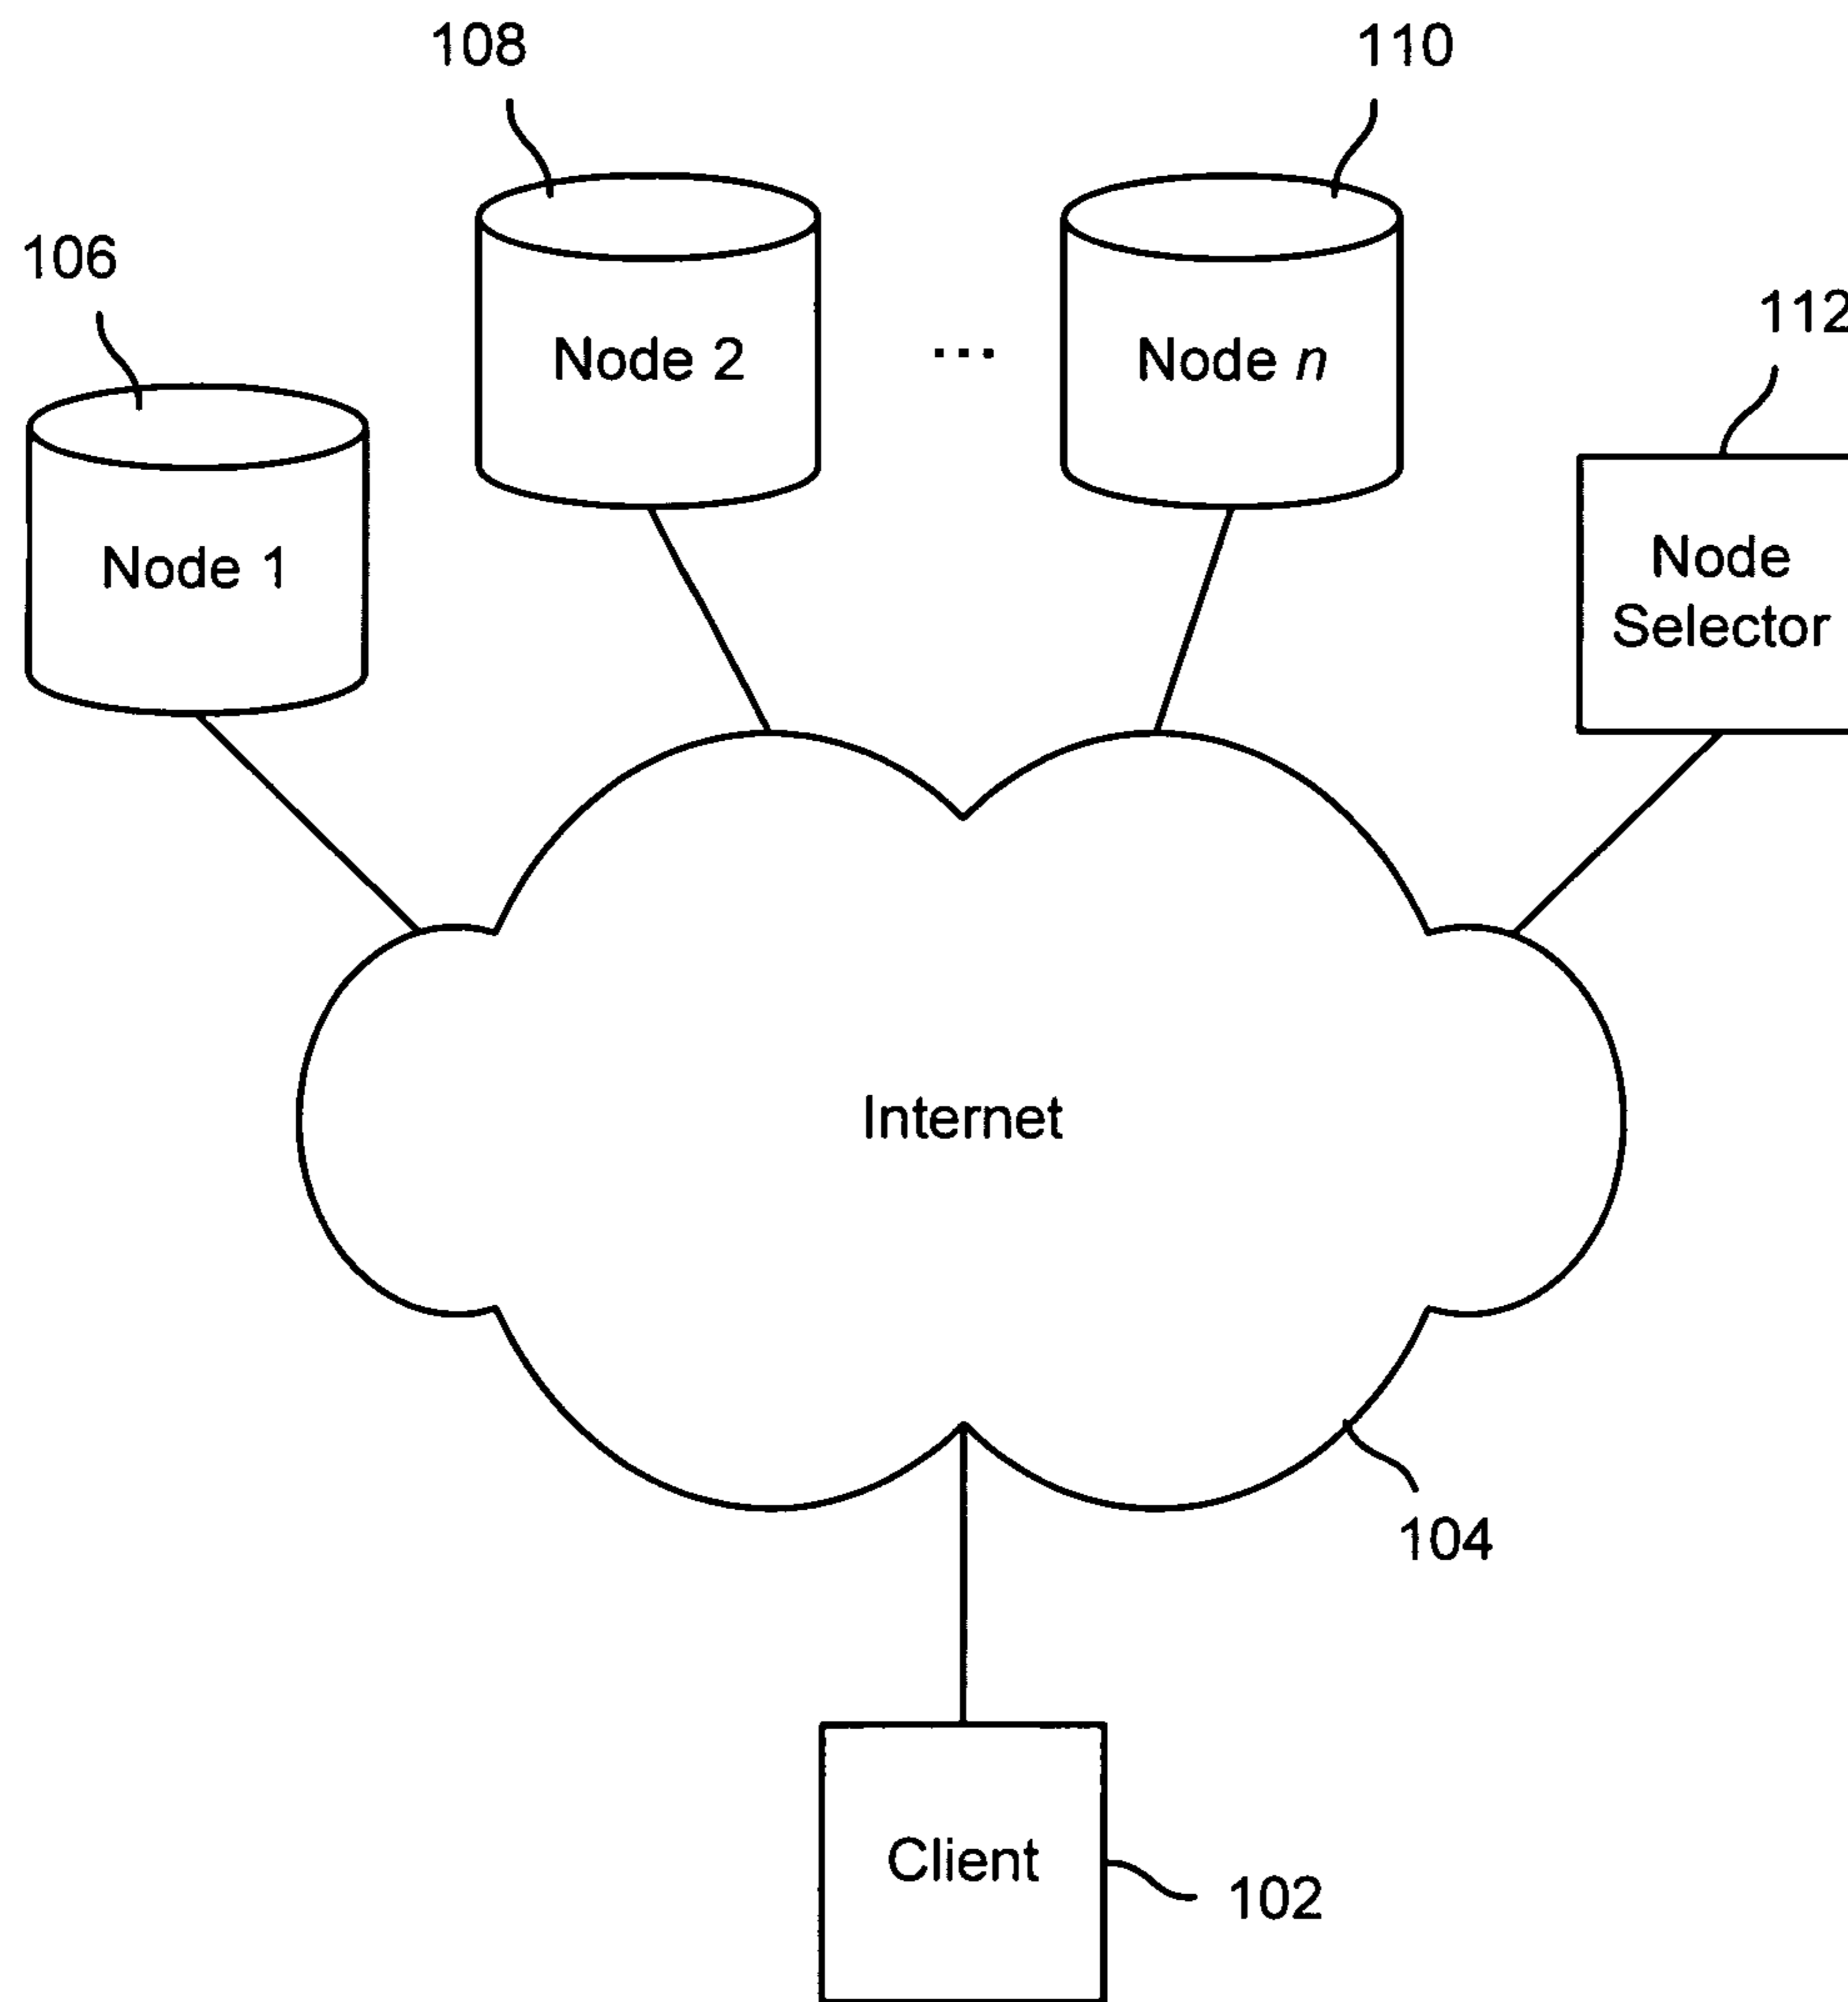 108
110
106
112
Node 2
...
Node n
Node 1
Node
Selector
Internet
104
Client
102